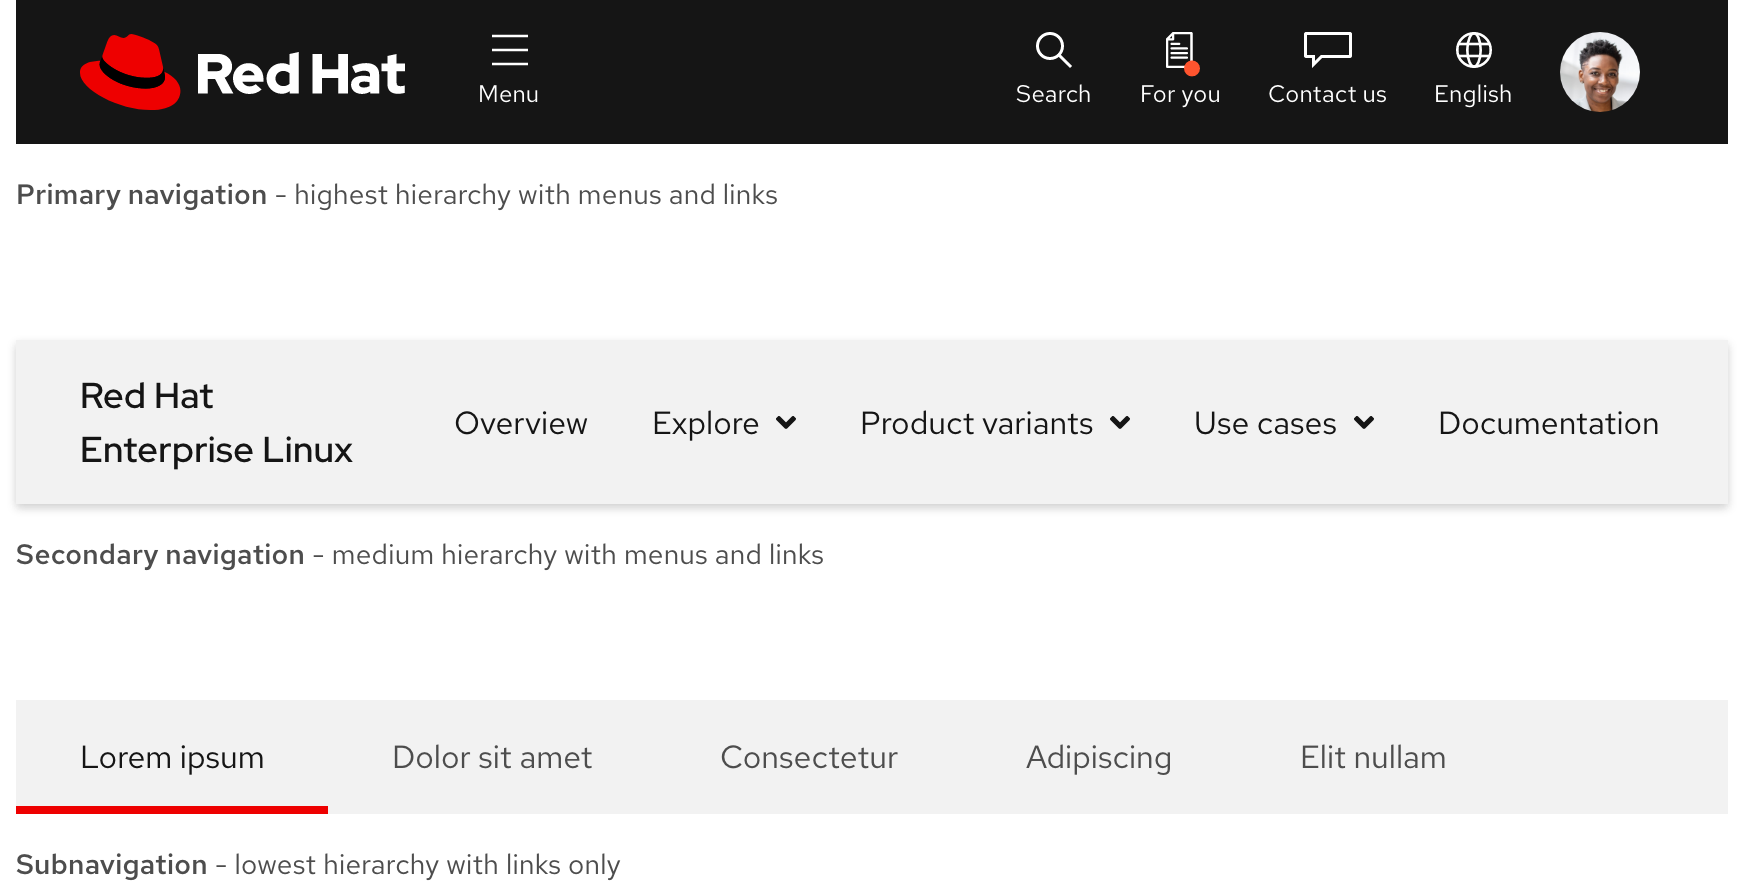 Red Hat
Menu
Search
For you
Contact us
English
Primary navigation - highest hierarchy with menus and links
Red Hat
Enterprise Linux
Overview
Explore
Product variants
Use cases
Documentation
Secondary navigation - medium hierarchy with menus and links
Lorem ipsum
Dolor sit amet
Consectetur
Adipiscing
Elit nullam
Subnavigation - lowest hierarchy with links only